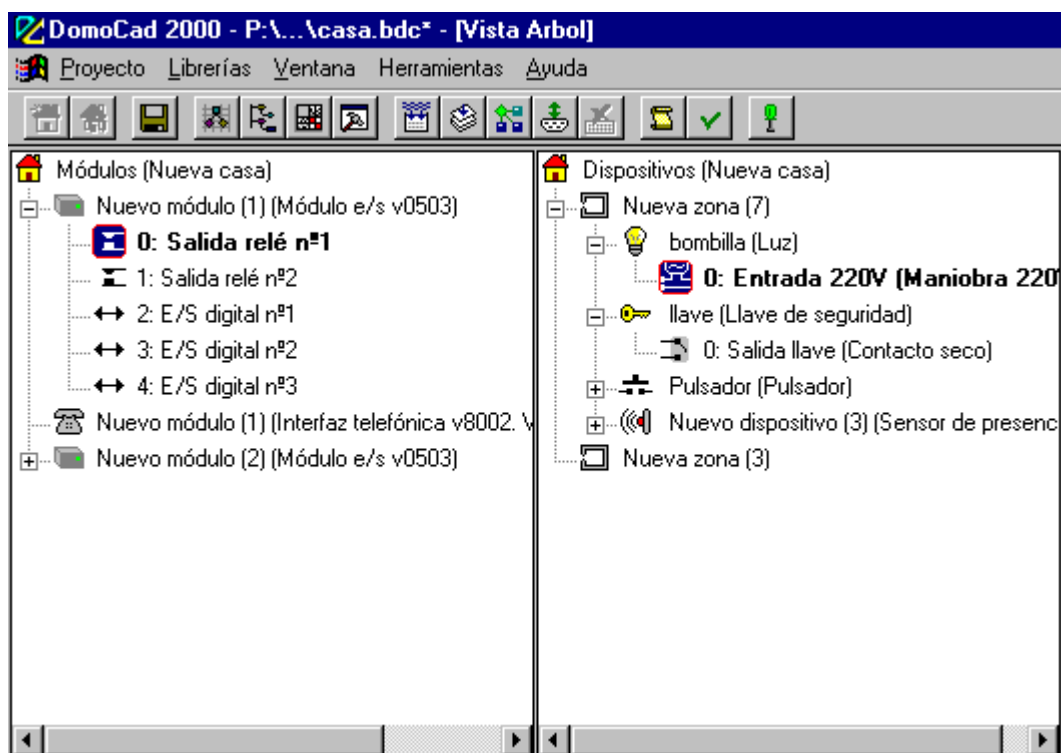 DomoCad 2000 - P:\...\casa.bdc* - [Vista Arbol]
Proyecto Librerías Ventana Herramientas Ayuda
Módulos (Nueva casa)
Nuevo módulo (1) (Módulo e/s v0503)
0: Salida relé nº1
1: Salida relé nº2
2: E/S digital nº1
3: E/S digital nº2
4: E/S digital nº3
Nuevo módulo (1) (Interfaz telefónica v8002. V
Nuevo módulo (2) (Módulo e/s v0503)
Dispositivos (Nueva casa)
Nueva zona (7)
bombilla (Luz)
0: Entrada 220V (Maniobra 220
llave (Llave de seguridad)
0: Salida llave (Contacto seco)
Pulsador (Pulsador)
Nuevo dispositivo (3) (Sensor de presenc
Nueva zona (3)